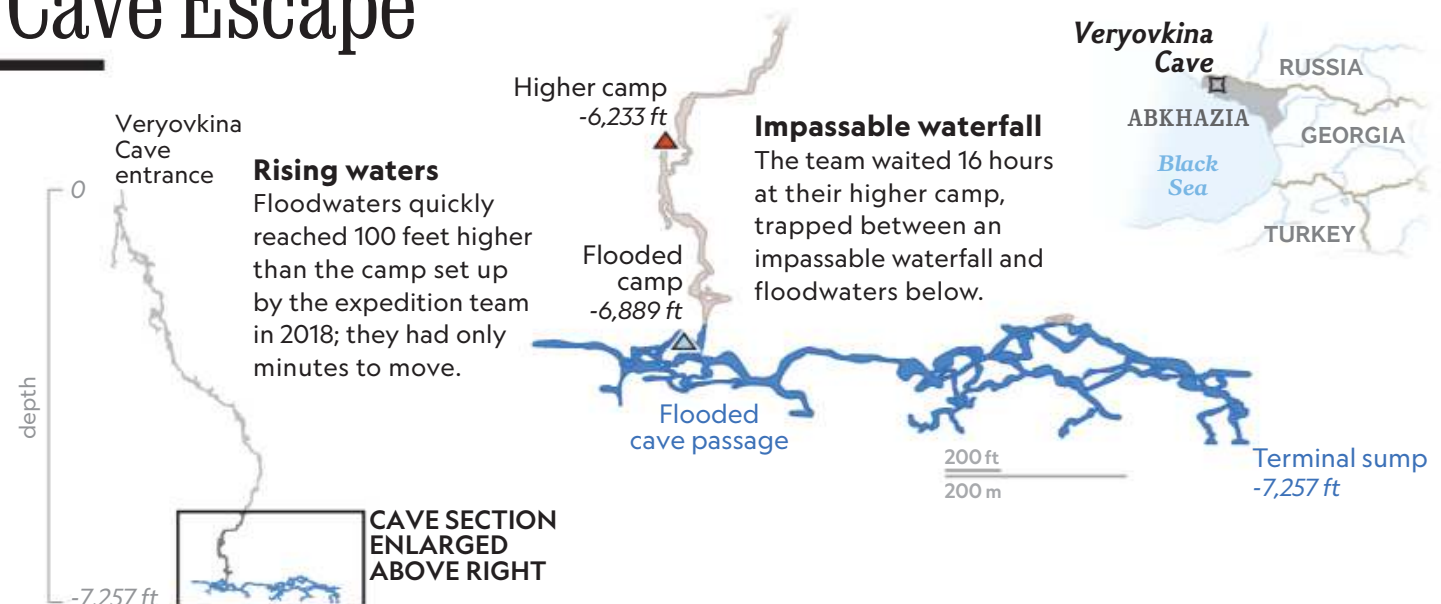 Cave Escape
Veryovkina
Cave
entrance
0
depth
-7,257 ft
Rising waters
Floodwaters quickly
reached 100 feet higher
than the camp set up
by the expedition team
in 2018; they had only
minutes to move.
CAVE SECTION
ENLARGED
ABOVE RIGHT
Higher camp
-6,233 ft
Flooded
camp
-6,889 ft
Impassable waterfall
The team waited 16 hours
at their higher camp,
trapped between an
impassable waterfall and
floodwaters below.
Flooded
cave passage
200 ft
200 m
Terminal sump
-7,257 ft
Veryovkina
Cave
RUSSIA
ABKHAZIA
GEORGIA
Black
Sea
TURKEY